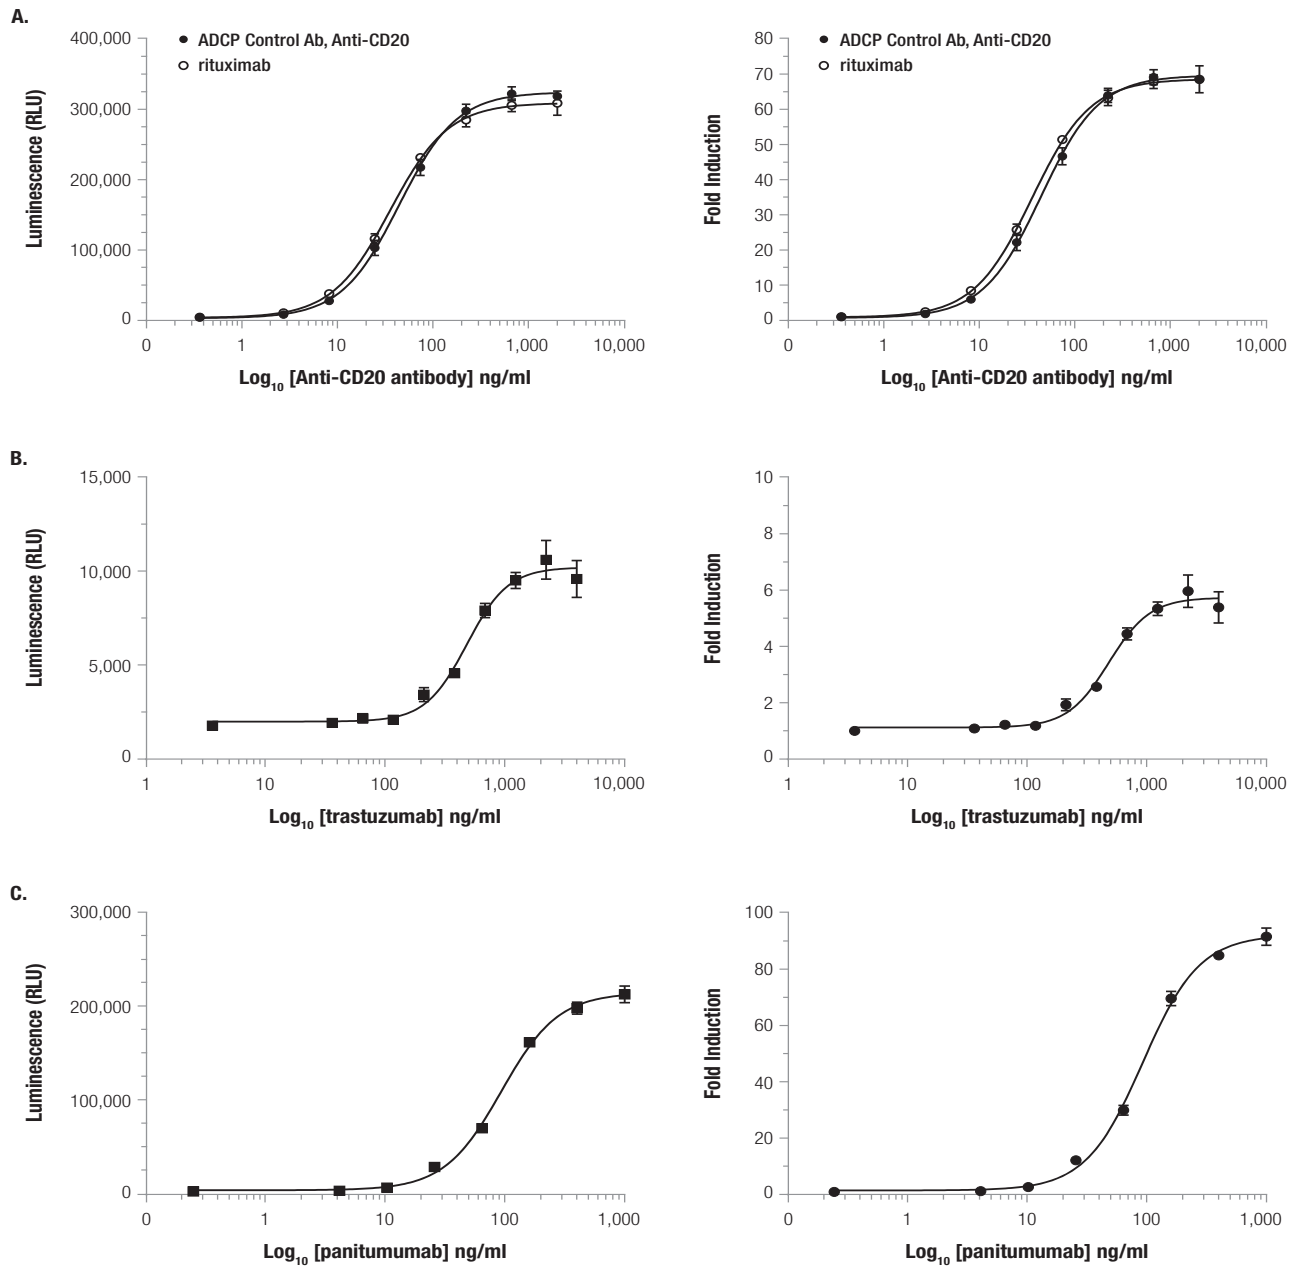 A.
● ADCP Control Ab, Anti-CD20
○ rituximab
400,000
300,000
200,000
100,000
0
Luminescence (RLU)
0 1 10 100 1,000 10,000
Log10 [Anti-CD20 antibody] ng/ml
● ADCP Control Ab, Anti-CD20
○ rituximab
80
70
60
50
40
30
20
10
0
Fold Induction
0 1 10 100 1,000 10,000
Log10 [Anti-CD20 antibody] ng/ml
B.
15,000
10,000
5,000
0
Luminescence (RLU)
1 10 100 1,000 10,000
Log10 [trastuzumab] ng/ml
10
8
6
4
2
0
Fold Induction
1 10 100 1,000 10,000
Log10 [trastuzumab] ng/ml
C.
300,000
200,000
100,000
0
Luminescence (RLU)
0 1 10 100 1,000
Log10 [panitumumab] ng/ml
100
80
60
40
20
0
Fold Induction
0 1 10 100 1,000
Log10 [panitumumab] ng/ml